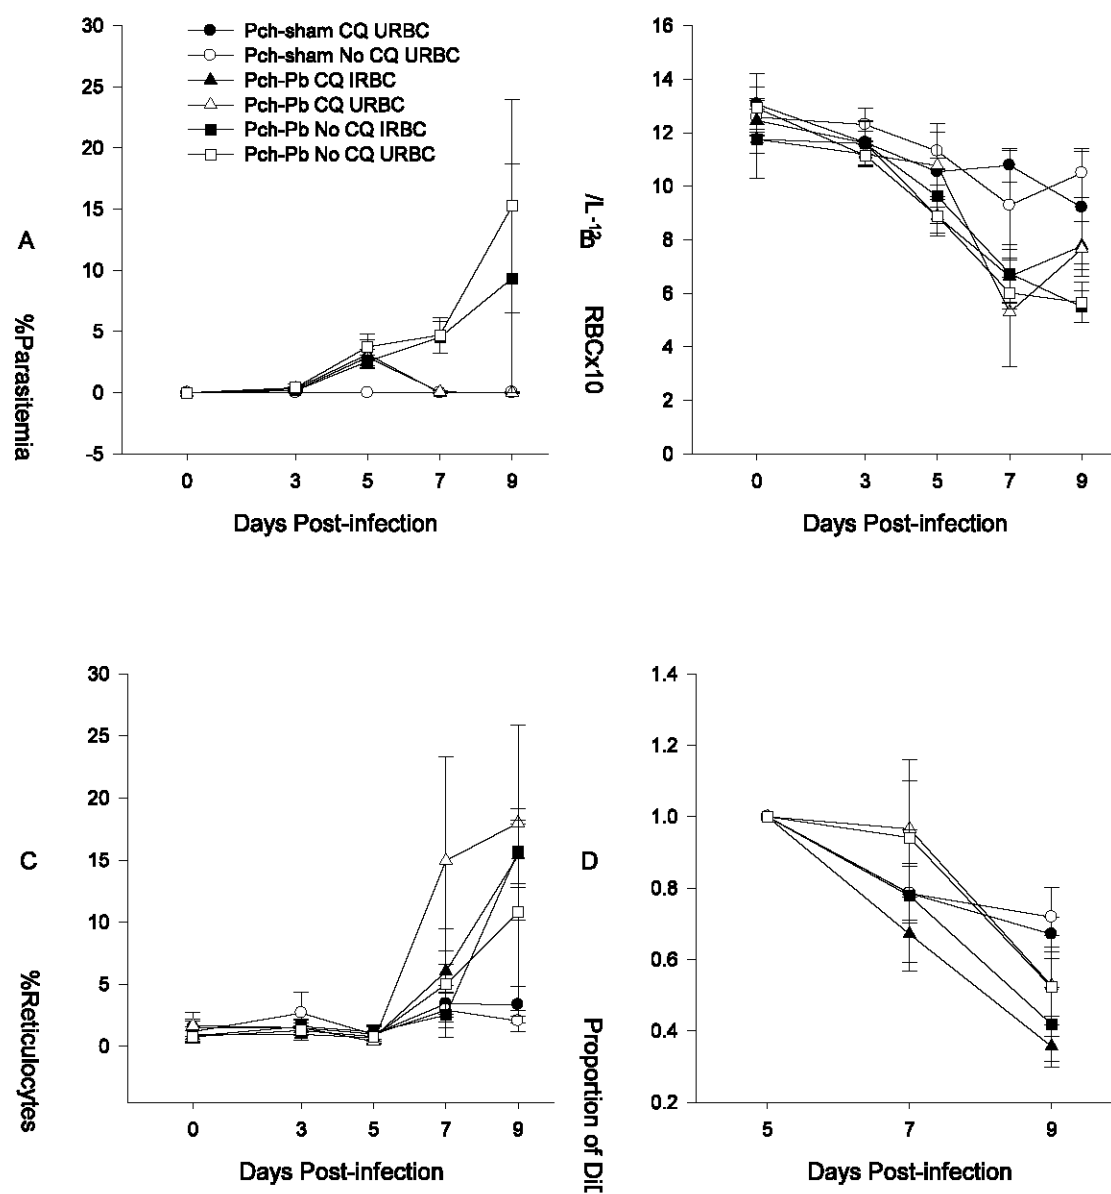 30
25
20
15
10
5
0
-5
Pch-sham CQ URBC
Pch-sham No CQ URBC
Pch-Pb CQ IRBC
Pch-Pb CQ URBC
Pch-Pb No CQ IRBC
Pch-Pb No CQ URBC
A
%Parasitemia
0 3 5 7 9
Days Post-infection
16
14
12
10
8
6
4
2
0
B
RBCx10
-12
/L
0 3 5 7 9
Days Post-infection
30
25
20
15
10
5
0
C
%Reticulocytes
0 3 5 7 9
Days Post-infection
1.4
1.2
1.0
0.8
0.6
0.4
0.2
D
Proportion of Di
5 7 9
Days Post-infection